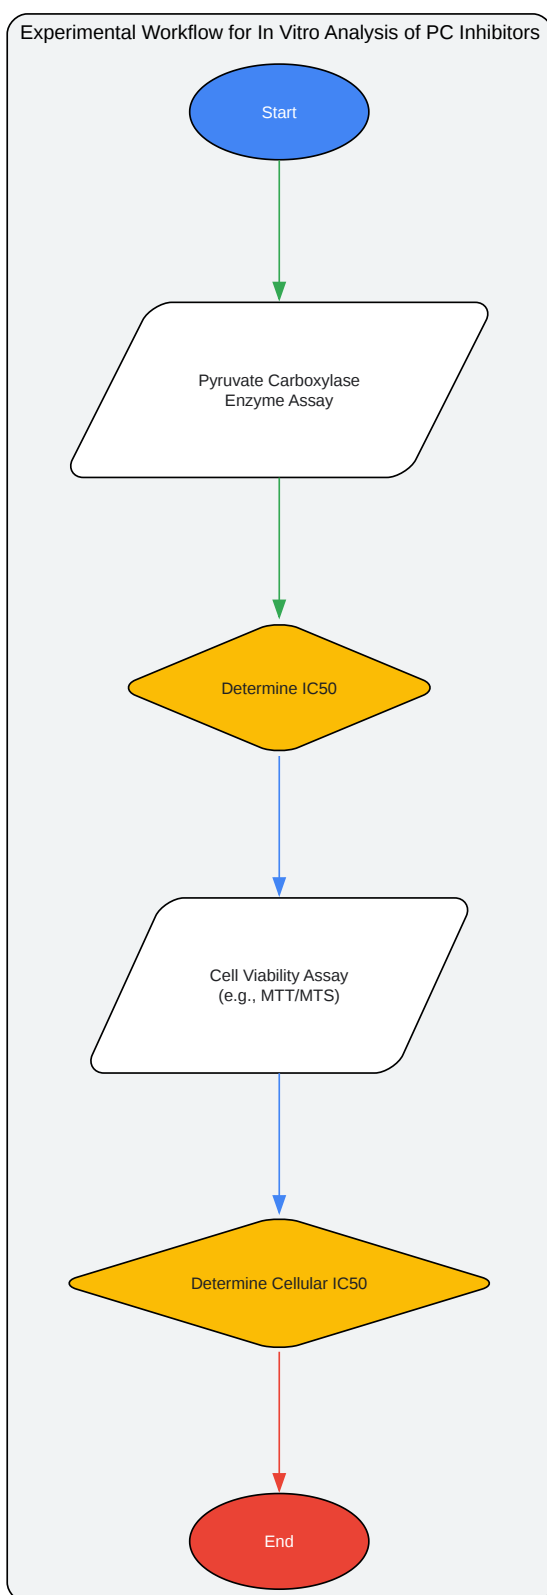 Experimental Workflow for In Vitro Analysis of PC Inhibitors
Start
Pyruvate Carboxylase
Enzyme Assay
Determine IC50
Cell Viability Assay
(e.g., MTT/MTS)
Determine Cellular IC50
End